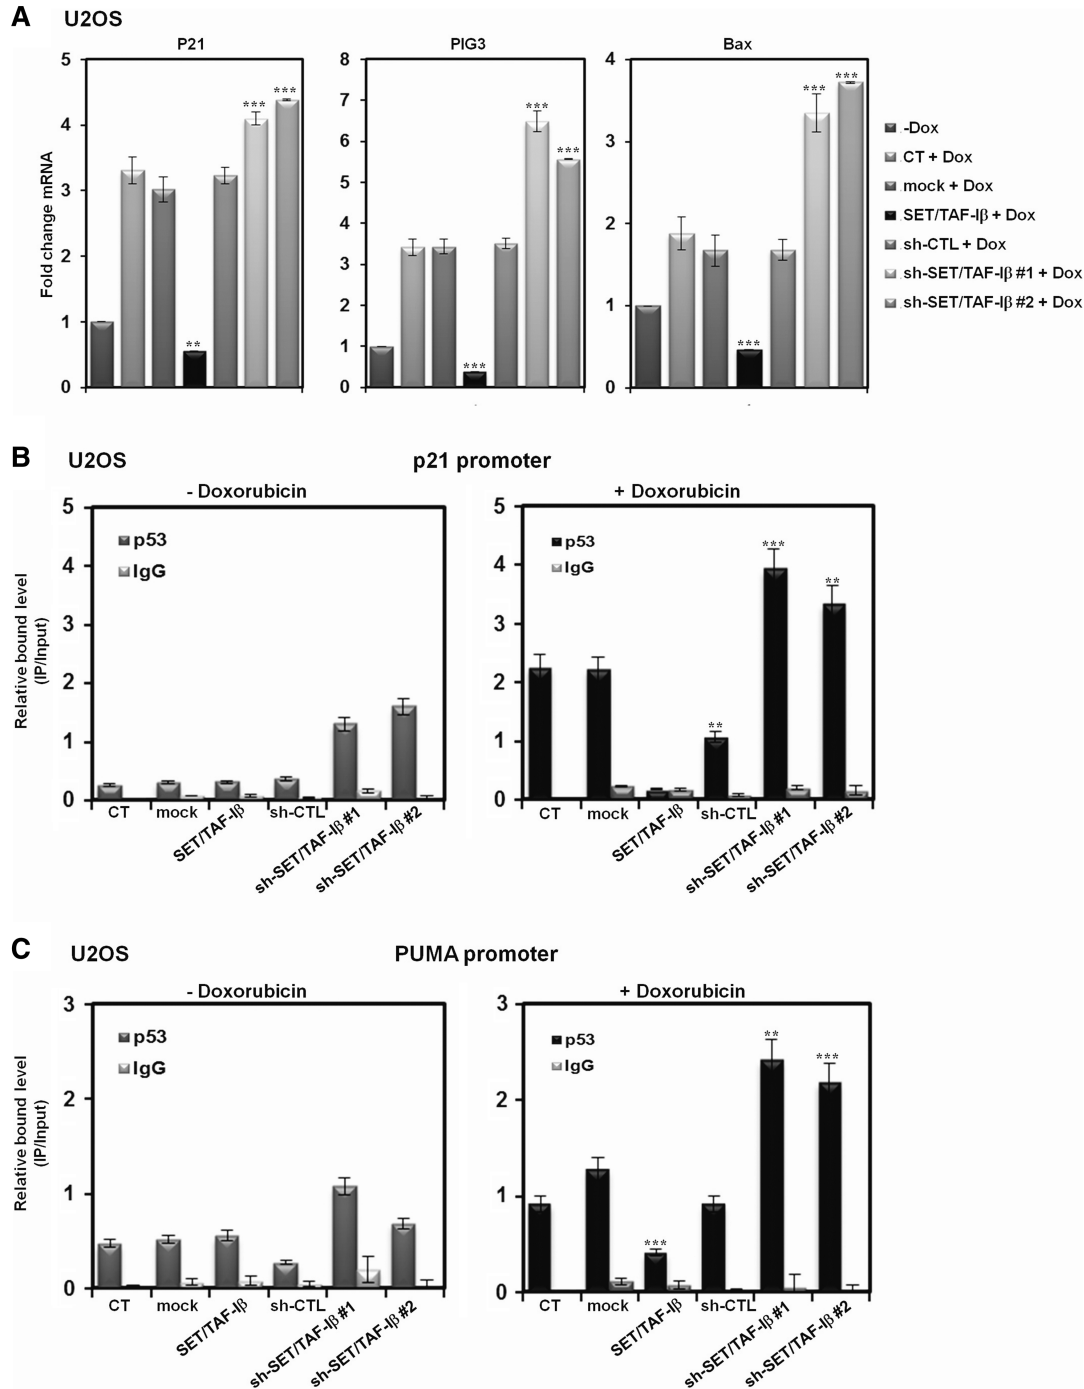 A U2OS
P21 PIG3 Bax
Fold change mRNA
5
4
3
2
1
0
** *** ***
8
7
6
5
4
3
2
1
0
*** *** ***
4
3
2
1
0
*** *** ***
-Dox
CT + Dox
mock + Dox
SET/TAF-Iβ + Dox
sh-CTL + Dox
sh-SET/TAF-Iβ #1 + Dox
sh-SET/TAF-Iβ #2 + Dox
B U2OS p21 promoter
- Doxorubicin
Relative bound level
(IP/Input)
5
4
3
2
1
0
p53
IgG
CT mock SET/TAF-Iβ sh-CTL sh-SET/TAF-Iβ #1 sh-SET/TAF-Iβ #2
+ Doxorubicin
5
4
3
2
1
0
p53
IgG
** *** **
CT mock SET/TAF-Iβ sh-CTL sh-SET/TAF-Iβ #1 sh-SET/TAF-Iβ #2
C U2OS PUMA promoter
- Doxorubicin
Relative bound level
(IP/Input)
3
2
1
0
p53
IgG
CT mock SET/TAF-Iβ sh-CTL sh-SET/TAF-Iβ #1 sh-SET/TAF-Iβ #2
+ Doxorubicin
3
2
1
0
p53
IgG
*** ** ***
CT mock SET/TAF-Iβ sh-CTL sh-SET/TAF-Iβ #1 sh-SET/TAF-Iβ #2